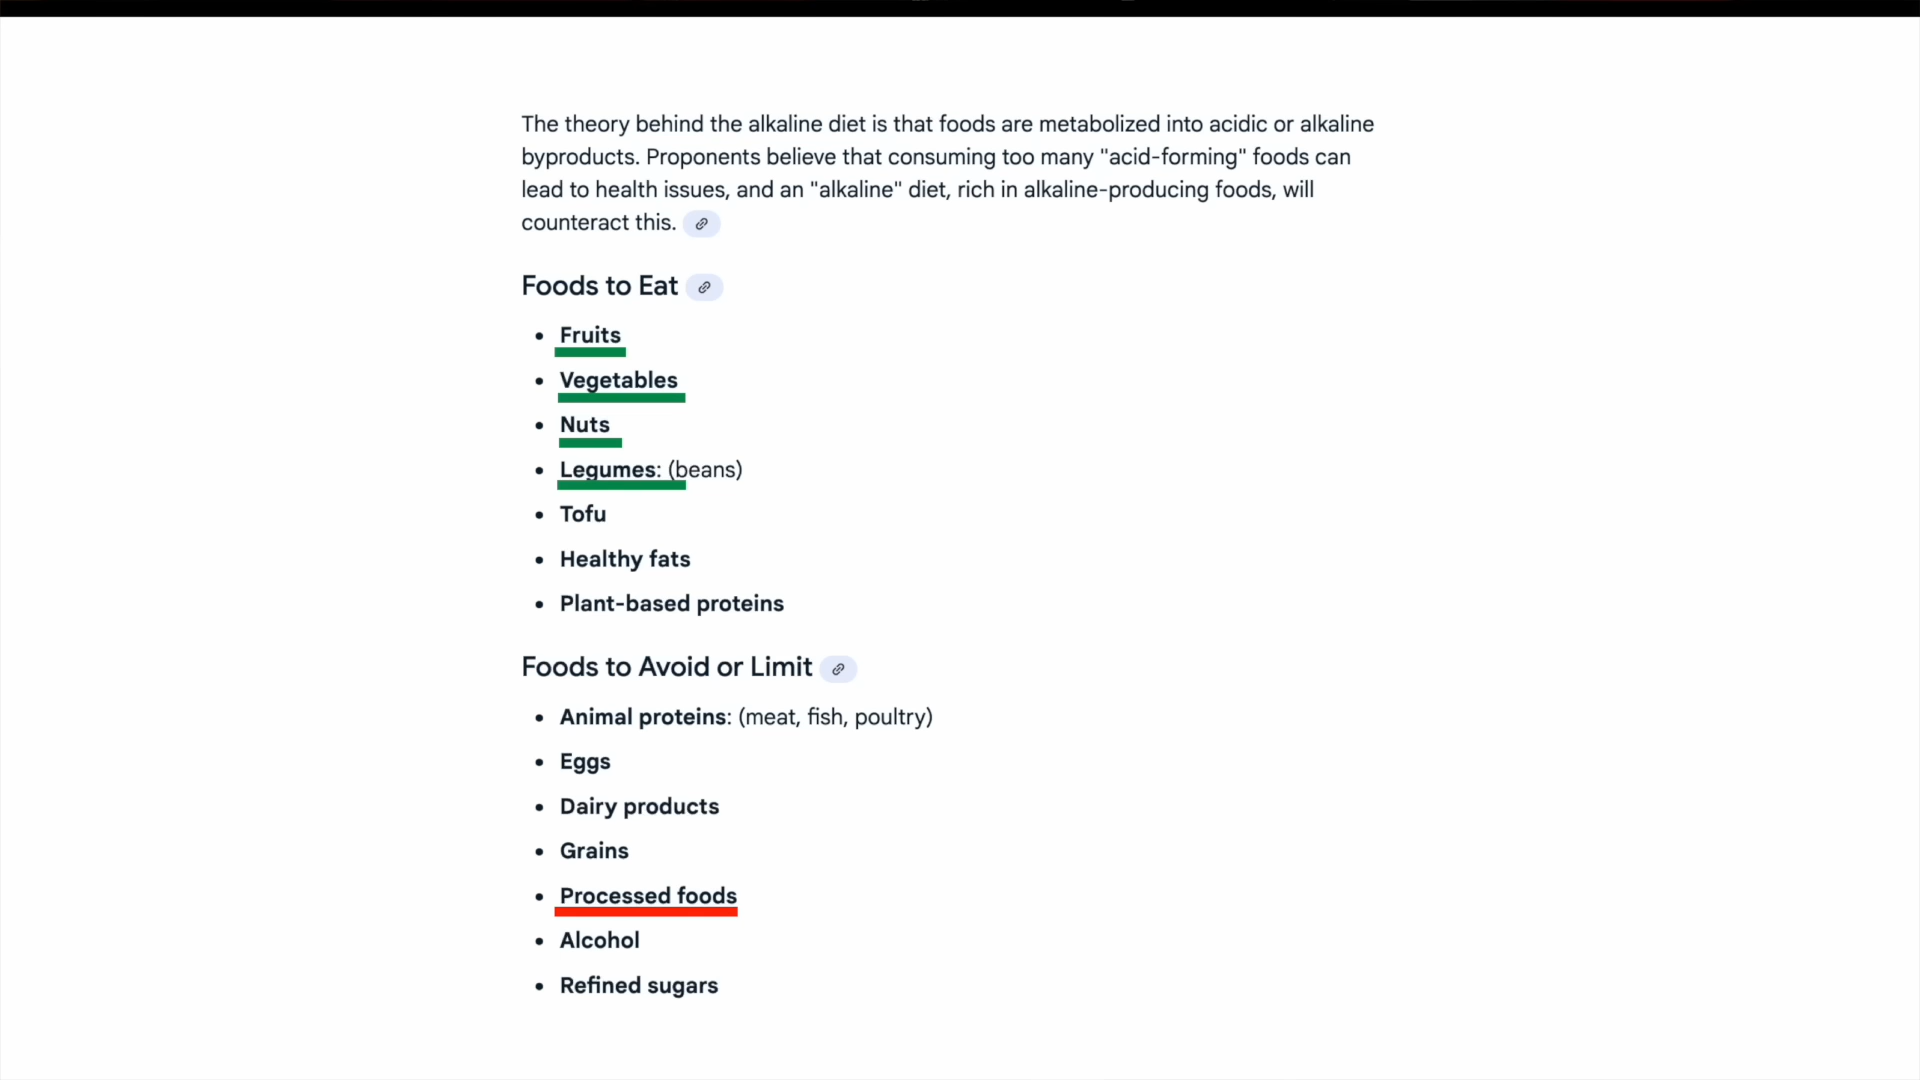 The theory behind the alkaline diet is that foods are metabolized into acidic or alkaline
byproducts. Proponents believe that consuming too many "acid-forming" foods can
lead to health issues, and an "alkaline" diet, rich in alkaline-producing foods, will
counteract this.
Foods to Eat
• Fruits
• Vegetables
• Nuts
• Legumes: (beans)
• Tofu
• Healthy fats
• Plant-based proteins
Foods to Avoid or Limit
• Animal proteins: (meat, fish, poultry)
• Eggs
• Dairy products
• Grains
• Processed foods
• Alcohol
• Refined sugars